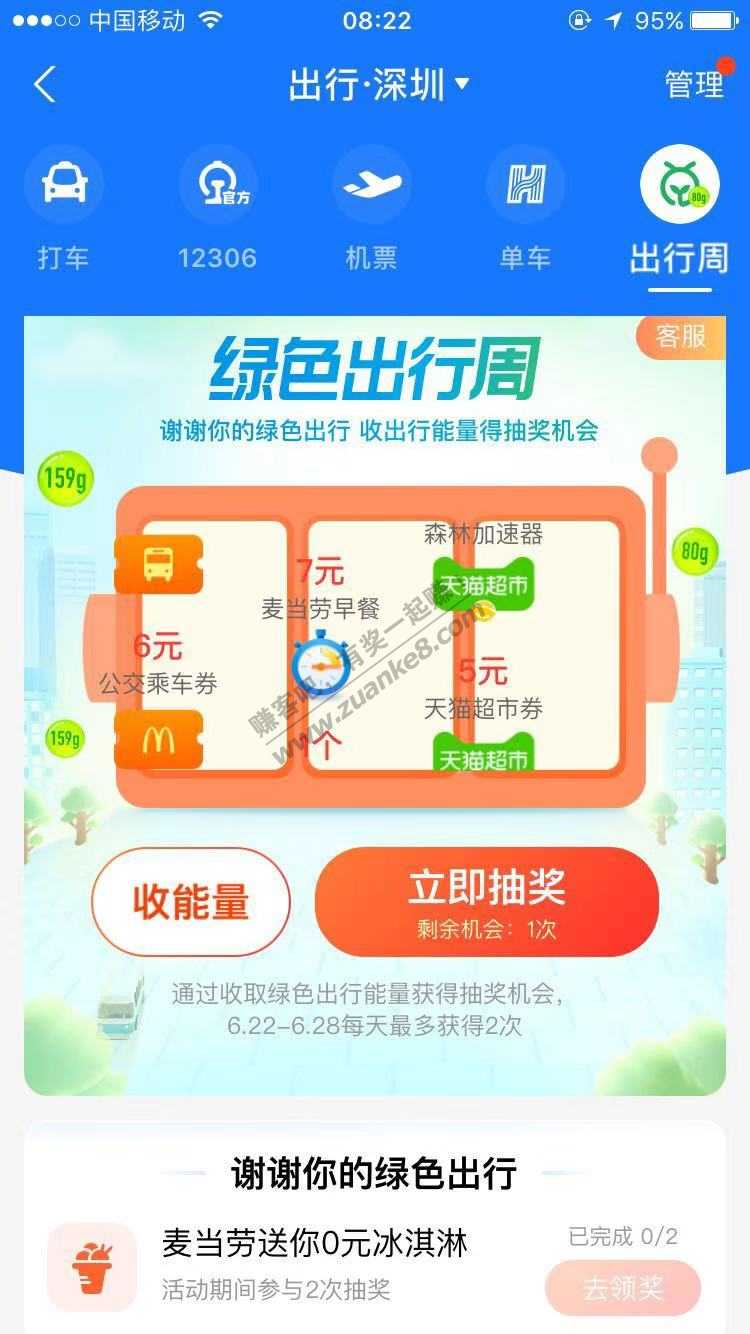 中国移动 08:22 95%
出行·深圳 管理
官方 80g
打车 12306 机票 单车 出行周
客服
绿色出行周
谢谢你的绿色出行 收出行能量得抽奖机会
159g
森林加速器
80g
7元
天猫超市
麦当劳早餐
6元
5元
公交乘车券
天猫超市券
159g
个
天猫超市
赚客吧 有奖一起赚
www.zuanke8.com
收能量
立即抽奖
剩余机会：1次
通过收取绿色出行能量获得抽奖机会，
6.22-6.28每天最多获得2次
谢谢你的绿色出行
麦当劳送你0元冰淇淋
已完成 0/2
活动期间参与2次抽奖
去领奖